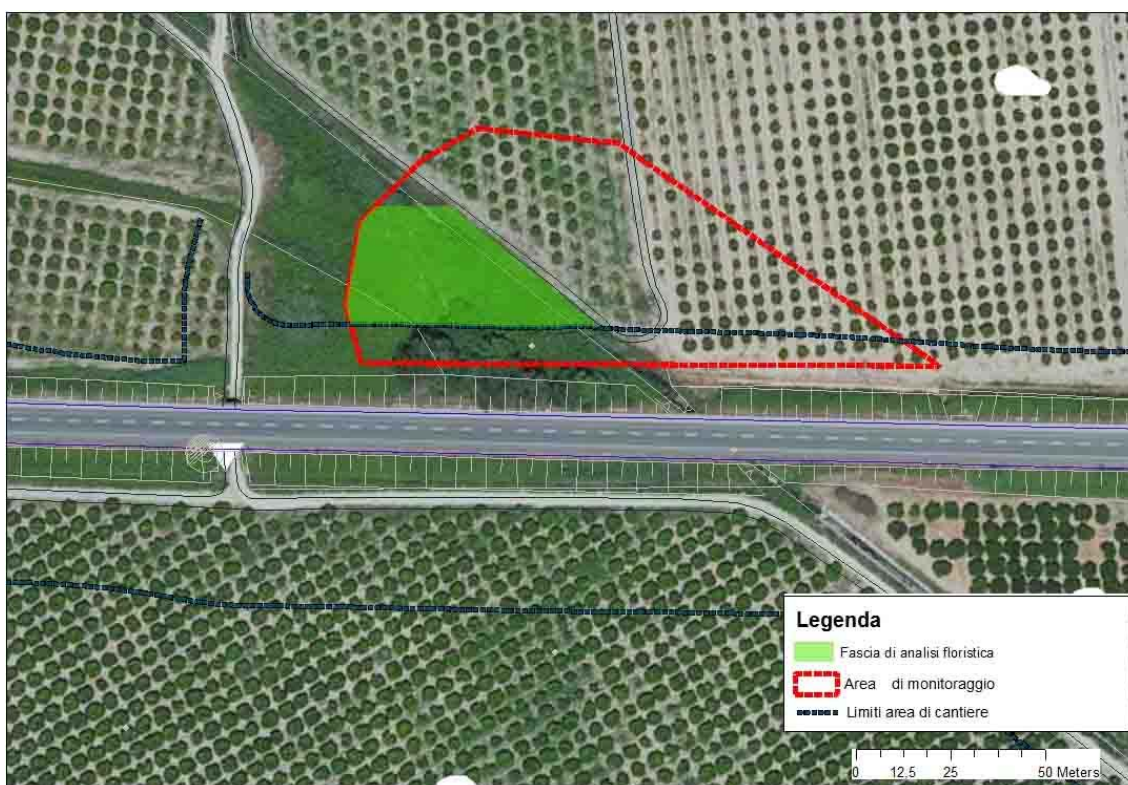 Legenda
Fascia di analisi floristica
Area di monitoraggio
Limiti area di cantiere
0 12.5 25 50 Meters